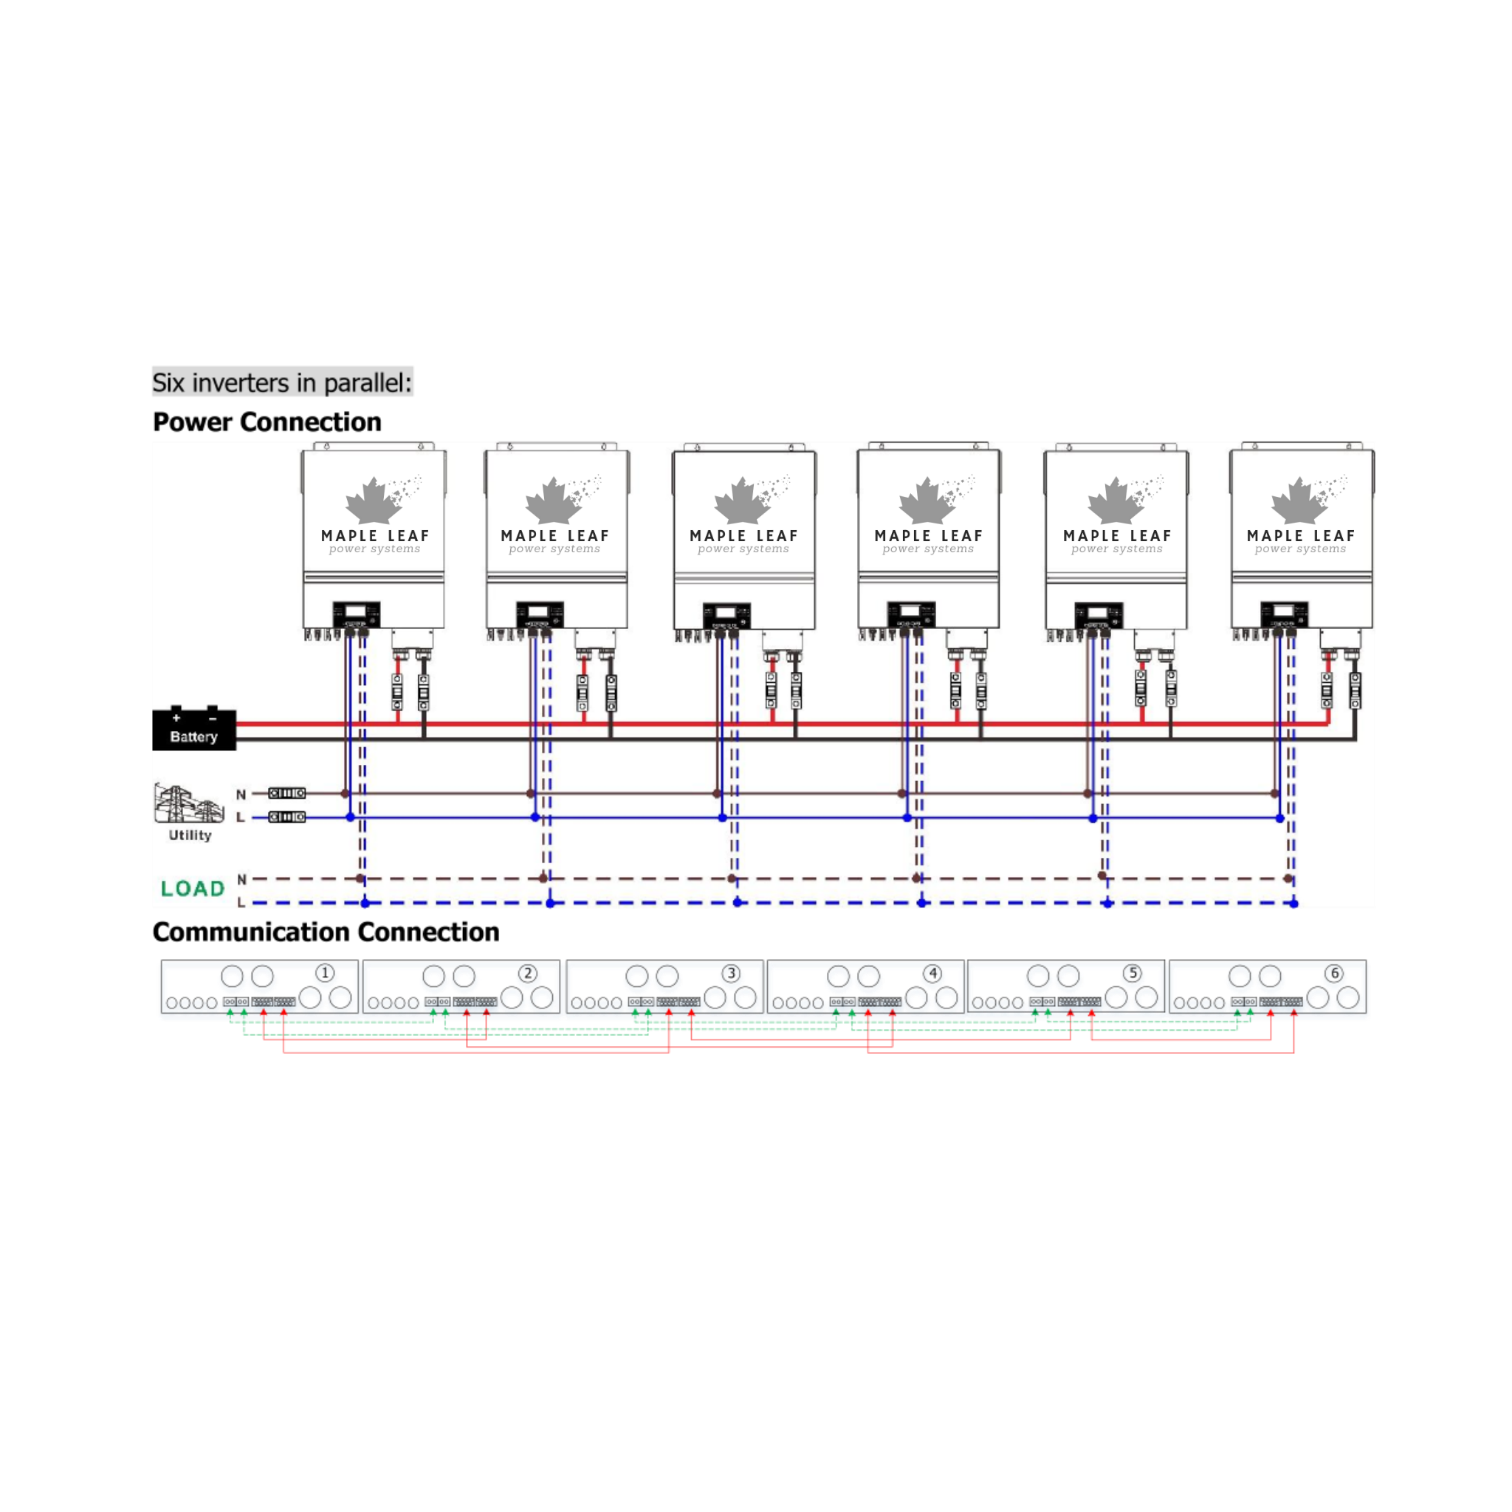 Six inverters in parallel:
Power Connection
MAPLE LEAF
power systems
MAPLE LEAF
power systems
MAPLE LEAF
power systems
MAPLE LEAF
power systems
MAPLE LEAF
power systems
MAPLE LEAF
power systems
+ −
Battery
N
L
Utility
N
LOAD
L
Communication Connection
1 2 3 4 5 6